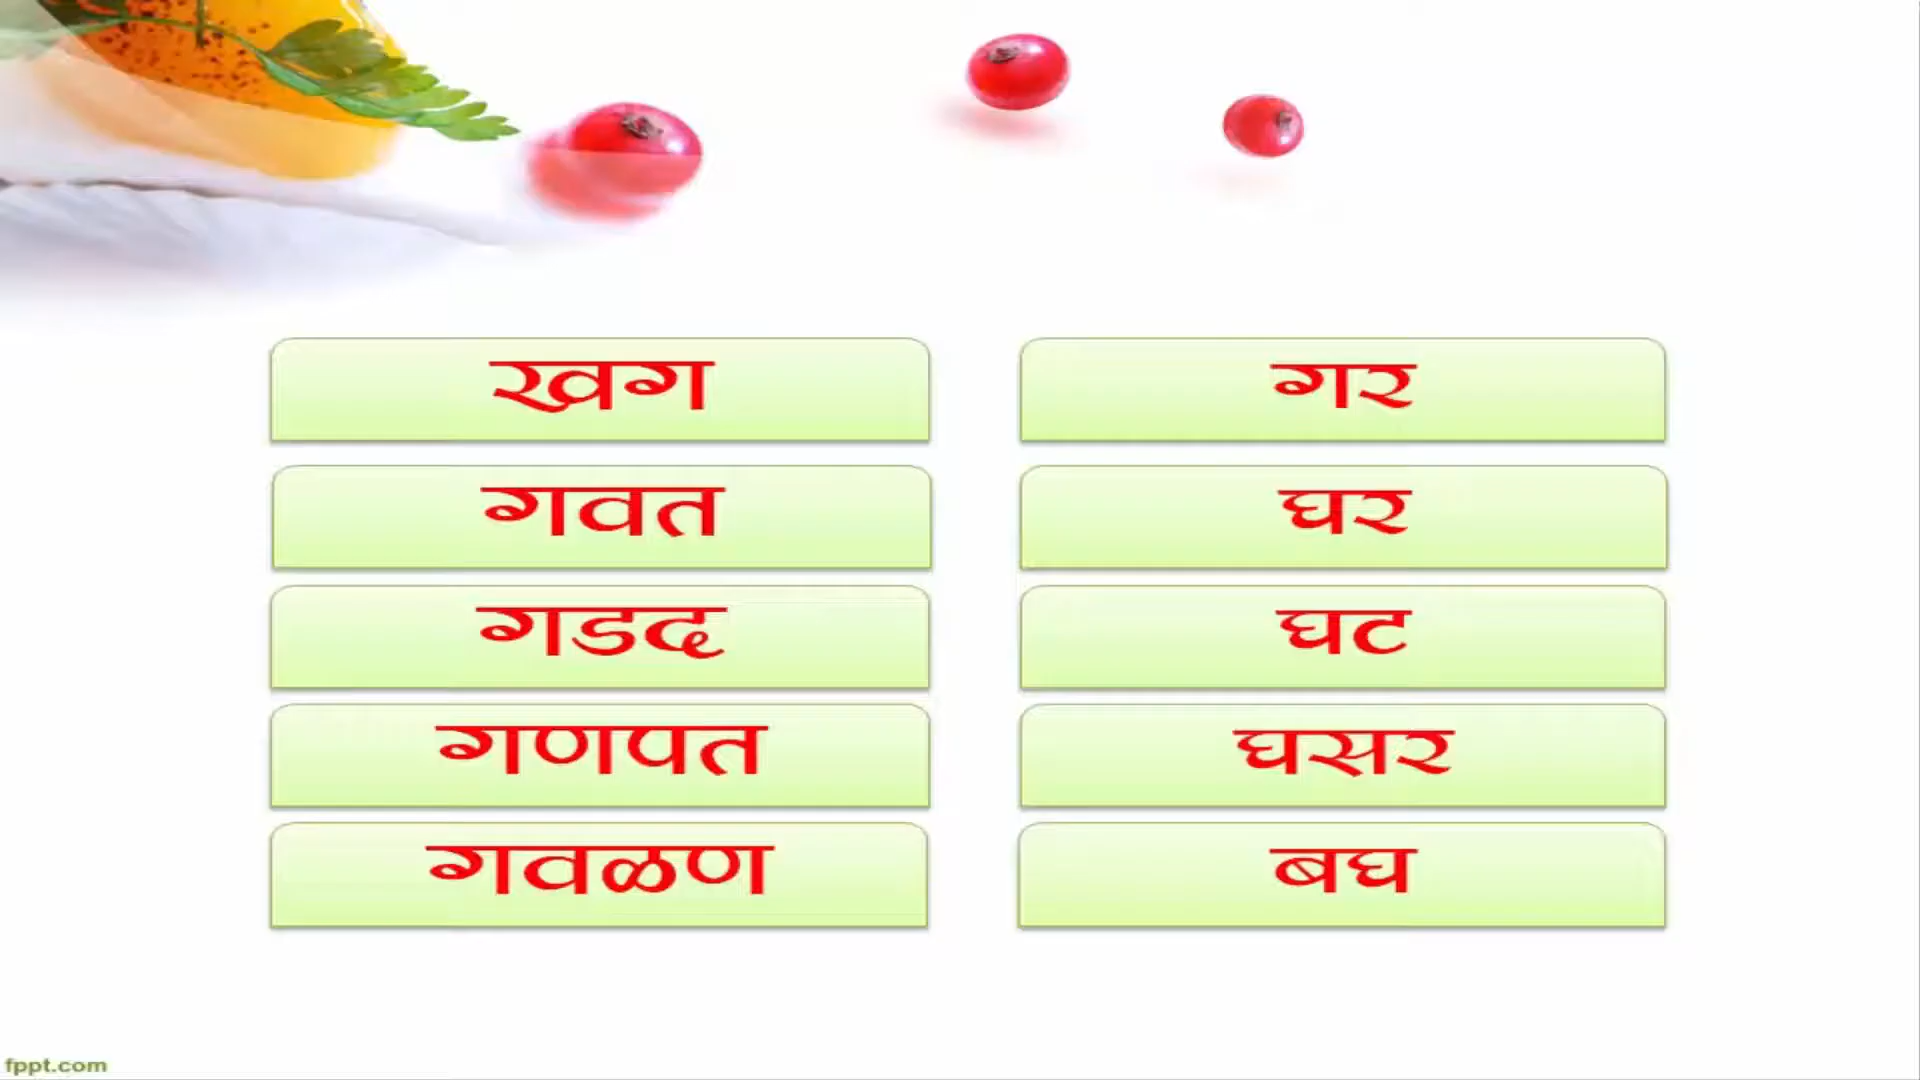 खग
गर
गवत
घर
गडद
घट
गणपत
घसर
गवळण
बघ
fppt.com